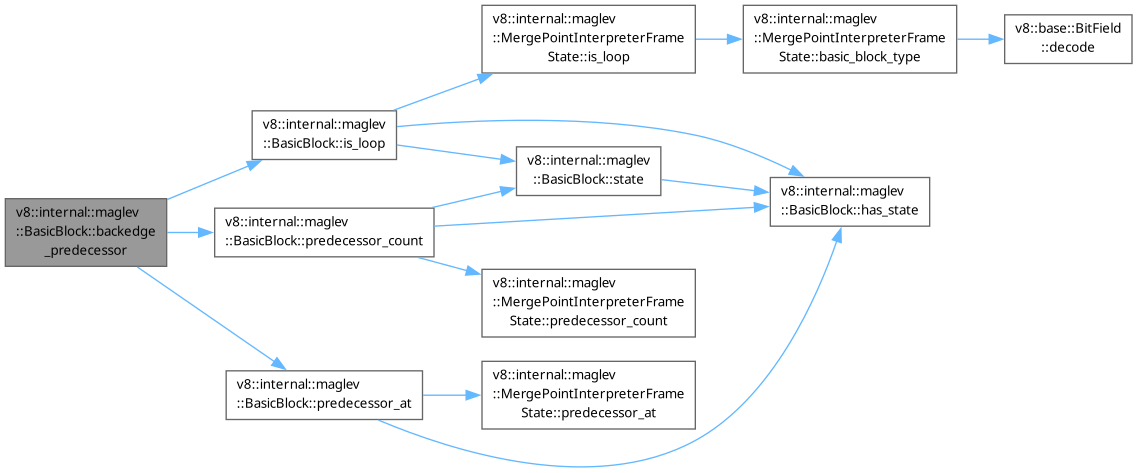 v8::internal::maglev
::MergePointInterpreterFrame
State::is_loop
v8::internal::maglev
::MergePointInterpreterFrame
State::basic_block_type
v8::base::BitField
::decode
v8::internal::maglev
::BasicBlock::is_loop
v8::internal::maglev
::BasicBlock::state
v8::internal::maglev
::BasicBlock::has_state
v8::internal::maglev
::BasicBlock::backedge
_predecessor
v8::internal::maglev
::BasicBlock::predecessor_count
v8::internal::maglev
::MergePointInterpreterFrame
State::predecessor_count
v8::internal::maglev
::BasicBlock::predecessor_at
v8::internal::maglev
::MergePointInterpreterFrame
State::predecessor_at